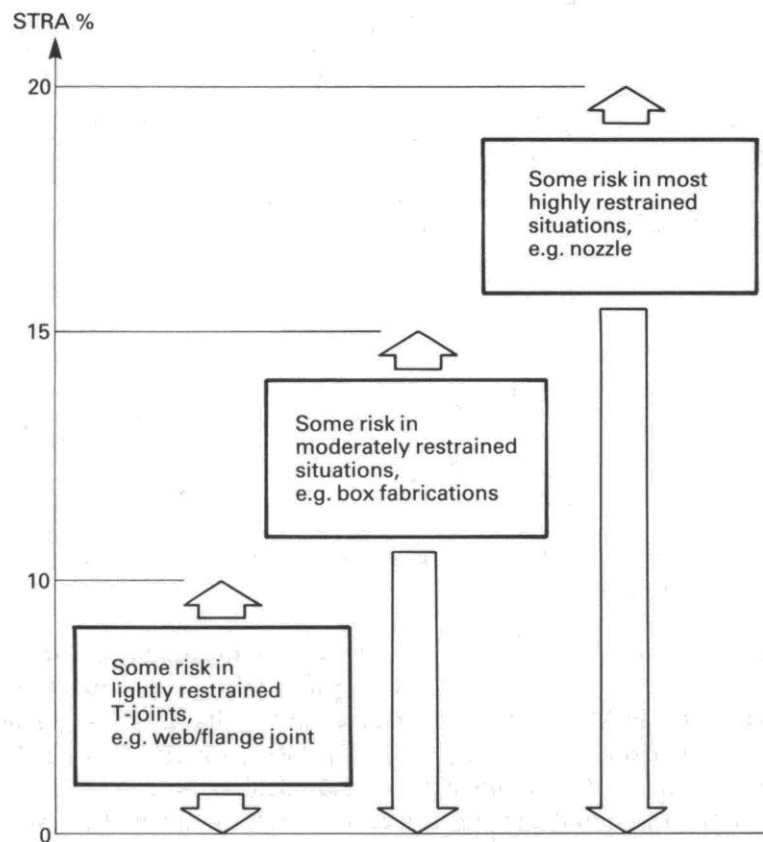 STRA %
20
Some risk in most
highly restrained
situations,
e.g. nozzle
15
Some risk in
moderately restrained
situations,
e.g. box fabrications
10
Some risk in
lightly restrained
T-joints,
e.g. web/flange joint
0